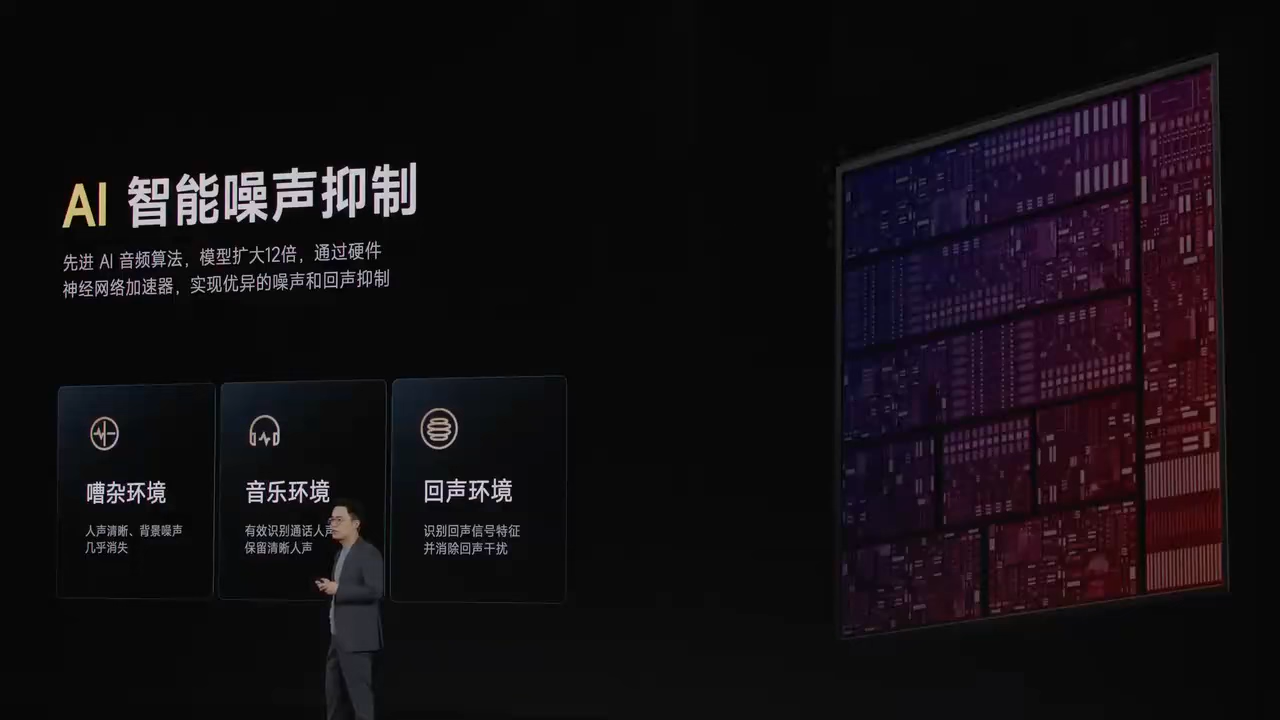 AI 智能噪声抑制
先进 AI 音频算法，模型扩大12倍，通过硬件
神经网络加速器，实现优异的噪声和回声抑制
嘈杂环境
人声清晰、背景噪声
几乎消失
音乐环境
有效识别通话人声
保留清晰人声
回声环境
识别回声信号特征
并消除回声干扰